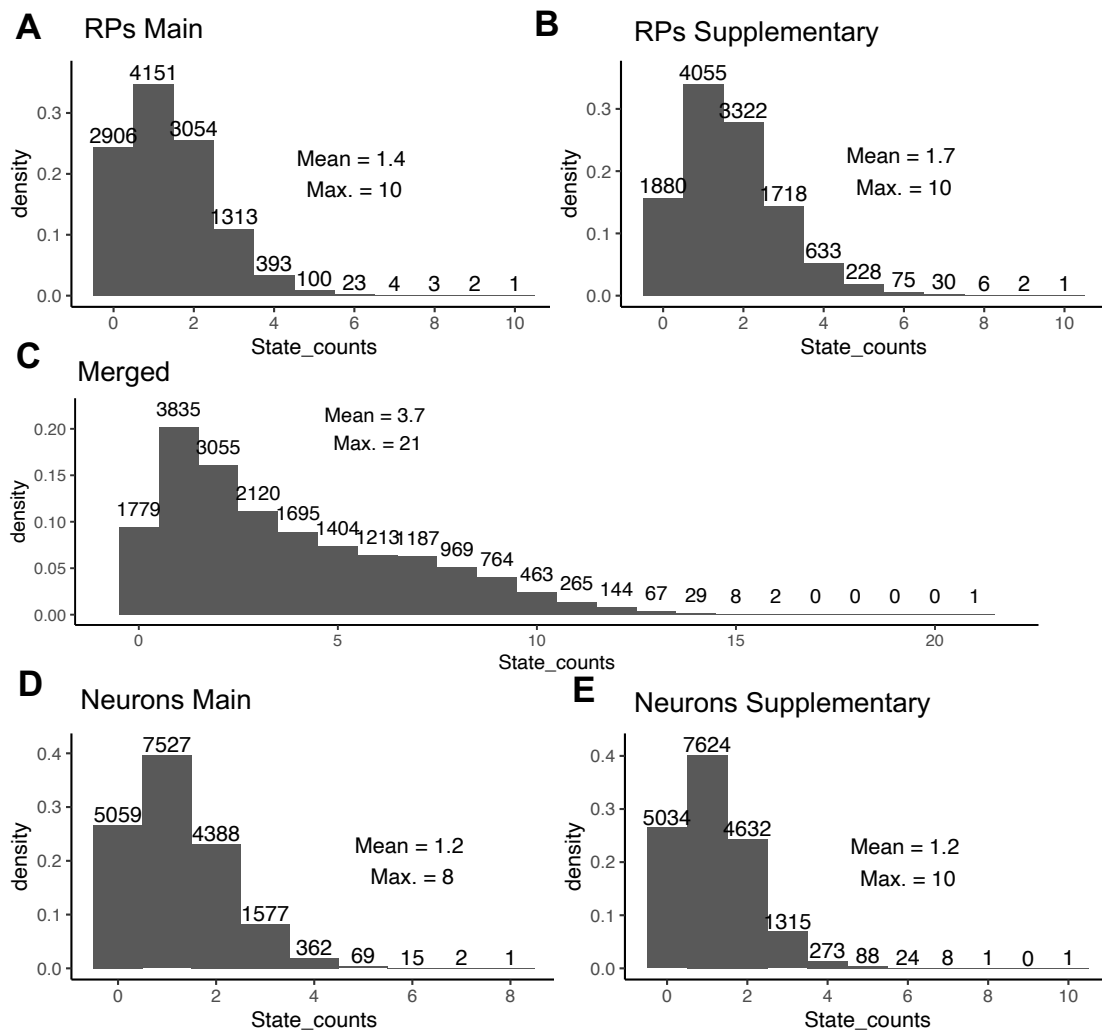 A RPs Main
4151
2906 3054
1313
393
100 23 4 3 2 1
Mean = 1.4
Max. = 10
density
0.3
0.2
0.1
0.0
0 2 4 6 8 10
State_counts
B RPs Supplementary
4055
3322
1880 1718
633
228 75 30 6 2 1
Mean = 1.7
Max. = 10
density
0.3
0.2
0.1
0.0
0 2 4 6 8 10
State_counts
C Merged
3835
3055
1779 2120 1695 1404 1213 1187 969 764 463 265 144 67 29 8 2 0 0 0 0 1
Mean = 3.7
Max. = 21
density
0.20
0.15
0.10
0.05
0.00
0 5 10 15 20
State_counts
D Neurons Main
7527
5059 4388
1577
362 69 15 2 1
Mean = 1.2
Max. = 8
density
0.4
0.3
0.2
0.1
0.0
0 2 4 6 8
State_counts
E Neurons Supplementary
7624
5034 4632
1315
273 88 24 8 1 0 1
Mean = 1.2
Max. = 10
density
0.4
0.3
0.2
0.1
0.0
0 2 4 6 8 10
State_counts